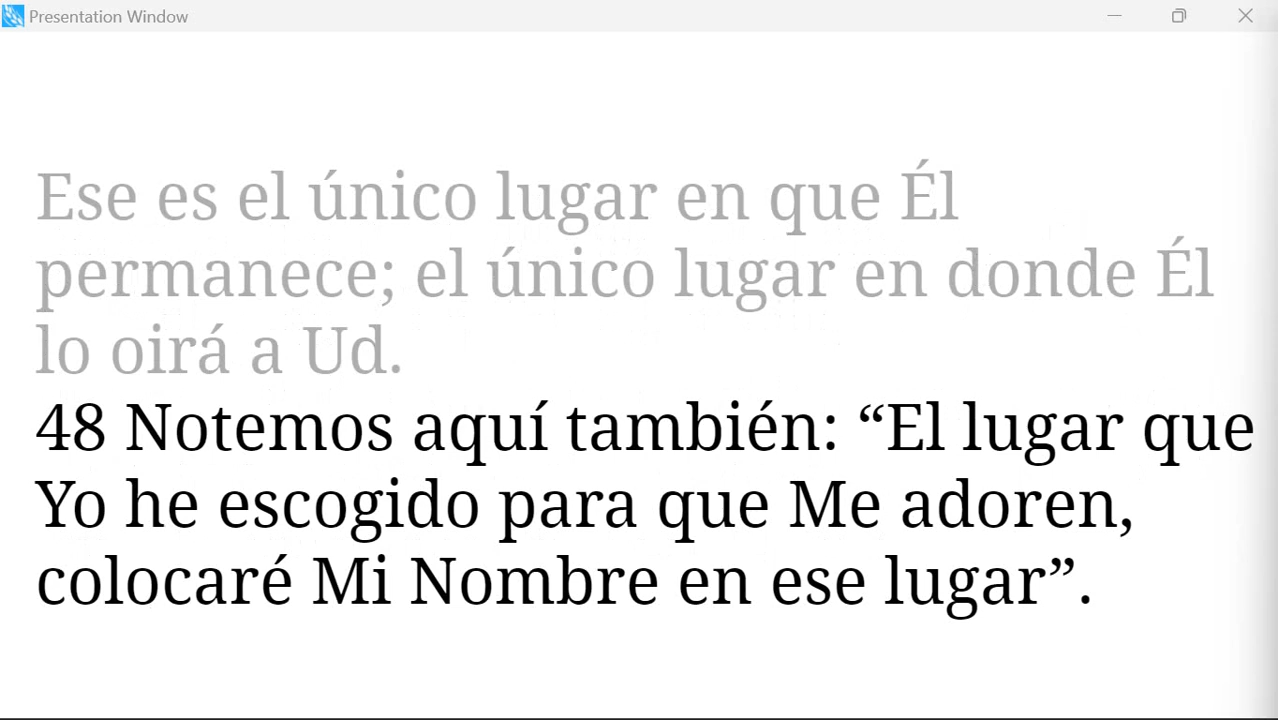 Presentation Window
Ese es el único lugar en que Él
permanece; el único lugar en donde Él
lo oirá a Ud.
48 Notemos aquí también: “El lugar que
Yo he escogido para que Me adoren,
colocaré Mi Nombre en ese lugar”.